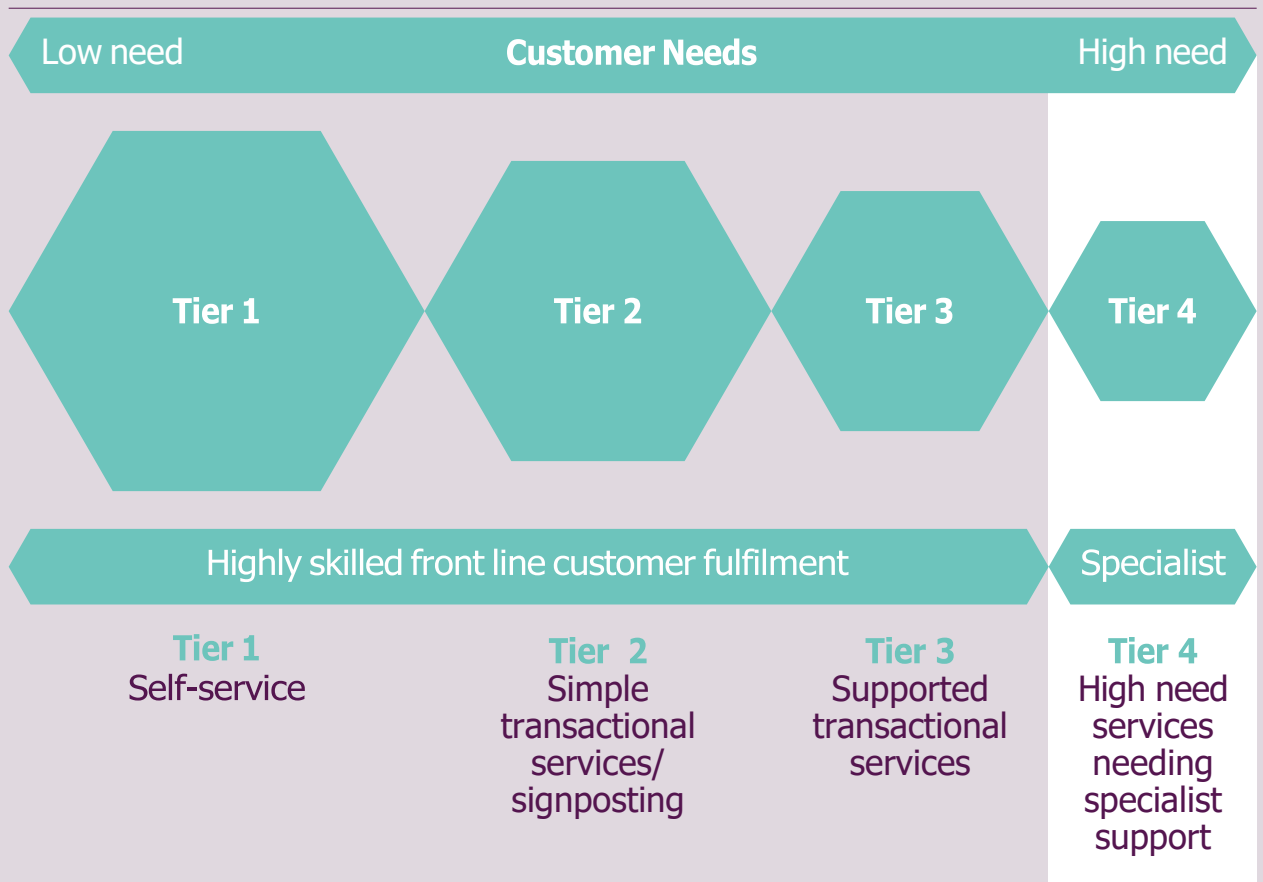 Low need Customer Needs High need
Tier 1 Tier 2 Tier 3 Tier 4
Highly skilled front line customer fulfilment Specialist
Tier 1
Self-service
Tier 2
Simple
transactional
services/
signposting
Tier 3
Supported
transactional
services
Tier 4
High need
services
needing
specialist
support